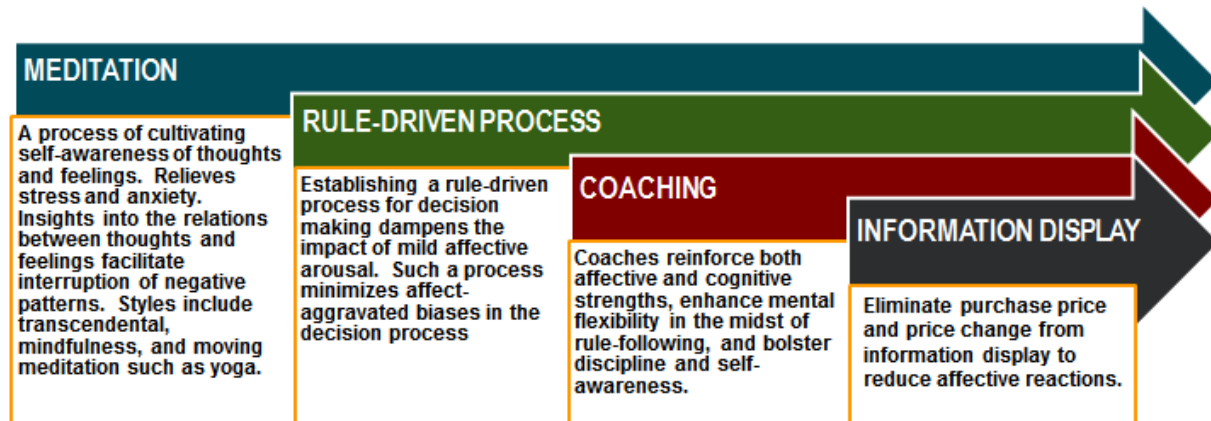 MEDITATION
A process of cultivating
self-awareness of thoughts
and feelings. Relieves
stress and anxiety.
Insights into the relations
between thoughts and
feelings facilitate
interruption of negative
patterns. Styles include
transcendental,
mindfulness, and moving
meditation such as yoga.
RULE-DRIVEN PROCESS
Establishing a rule-driven
process for decision
making dampens the
impact of mild affective
arousal. Such a process
minimizes affect-
aggravated biases in the
decision process
COACHING
Coaches reinforce both
affective and cognitive
strengths, enhance mental
flexibility in the midst of
rule-following, and bolster
discipline and self-
awareness.
INFORMATION DISPLAY
Eliminate purchase price
and price change from
information display to
reduce affective reactions.